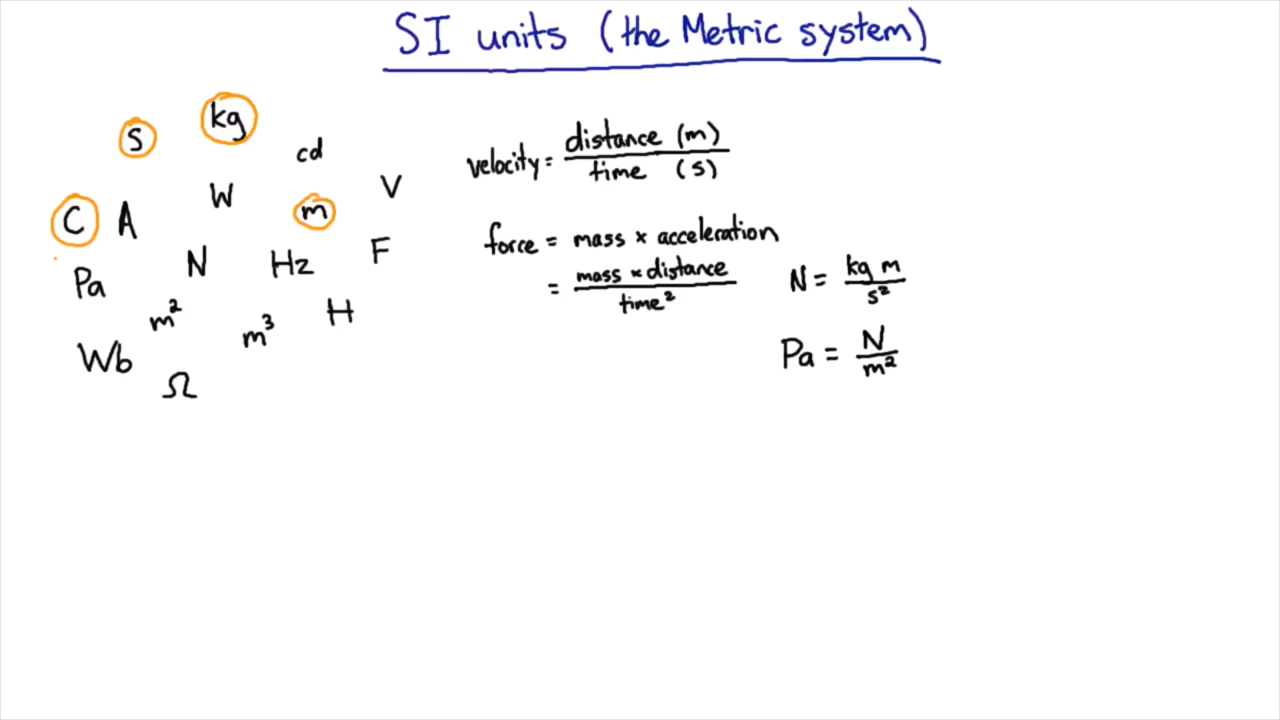 SI units (the Metric system)
s kg cd
C A W m V
Pa N Hz F
m² m³ H
Wb Ω
velocity = distance (m) / time (s)
force = mass × acceleration
= mass × distance / time²
N = kg m / s²
Pa = N / m²